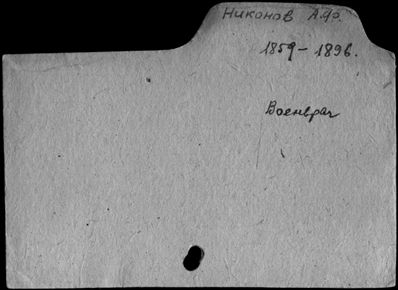 Никонов А.Ф.
1859-1896.
Военврач